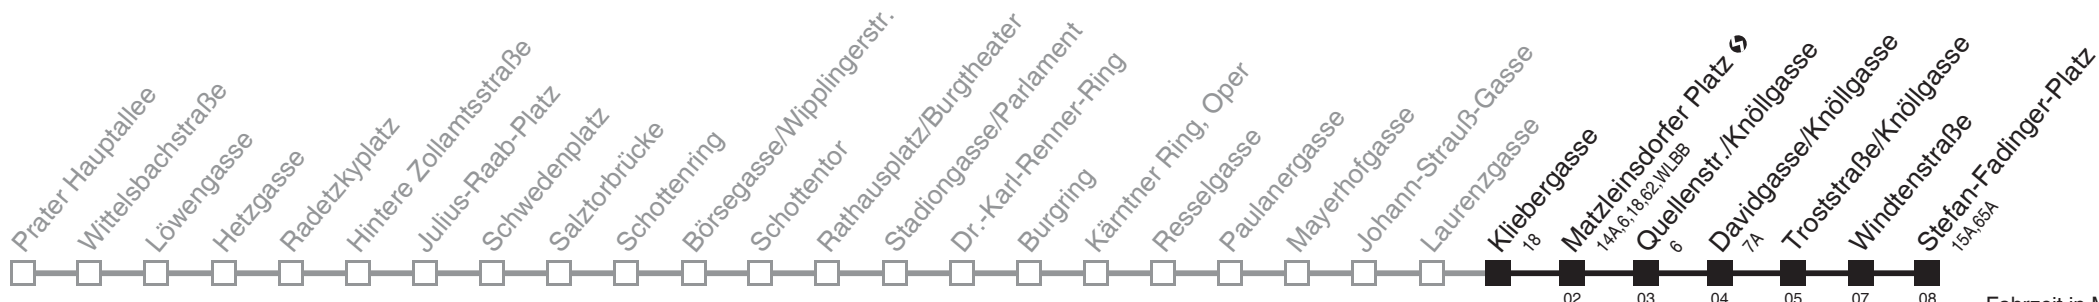 Prater Hauptallee
Wittelsbachstraße
Löwengasse
Hetzgasse
Radetzkyplatz
Hintere Zollamtsstraße
Julius-Raab-Platz
Schwedenplatz
Salztorbrücke
Schottenring
Börsegasse/Wipplingerstr.
Schottentor
Rathausplatz/Burgtheater
Stadiongasse/Parlament
Dr.-Karl-Renner-Ring
Burgring
Kärntner Ring, Oper
Resselgasse
Paulanergasse
Mayerhofgasse
Johann-Strauß-Gasse
Laurenzgasse
Kliebergasse
18
Matzleinsdorfer Platz
14A,6,18,62,WLBB
Quellenstr./Knöllgasse
6
Davidgasse/Knöllgasse
7A
Troststraße/Knöllgasse
Windtenstraße
Stefan-Fadinger-Platz
15A,65A
02 03 04 05 07 08
Fahrzeit in